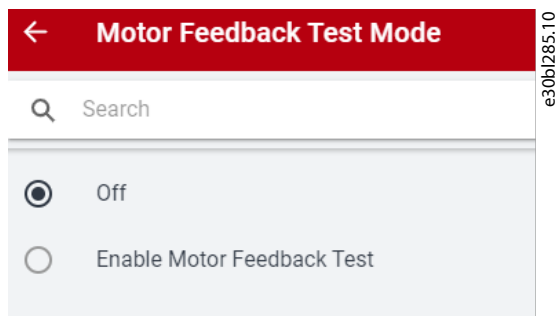 Motor Feedback Test Mode
Search
Off
Enable Motor Feedback Test
e30bl285.10